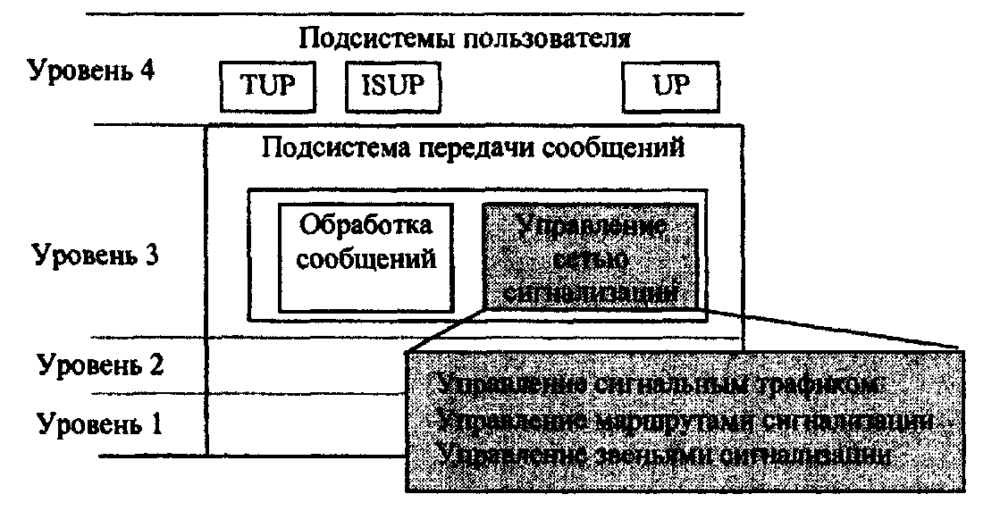 Подсистемы пользователя
Уровень 4
TUP ISUP UP
Подсистема передачи сообщений
Обработка
сообщений
Управление
сетью
сигнализации
Уровень 3
Уровень 2
Уровень 1
Управление сигнальным трафиком
Управление маршрутами сигнализации
Управление звеньями сигнализации